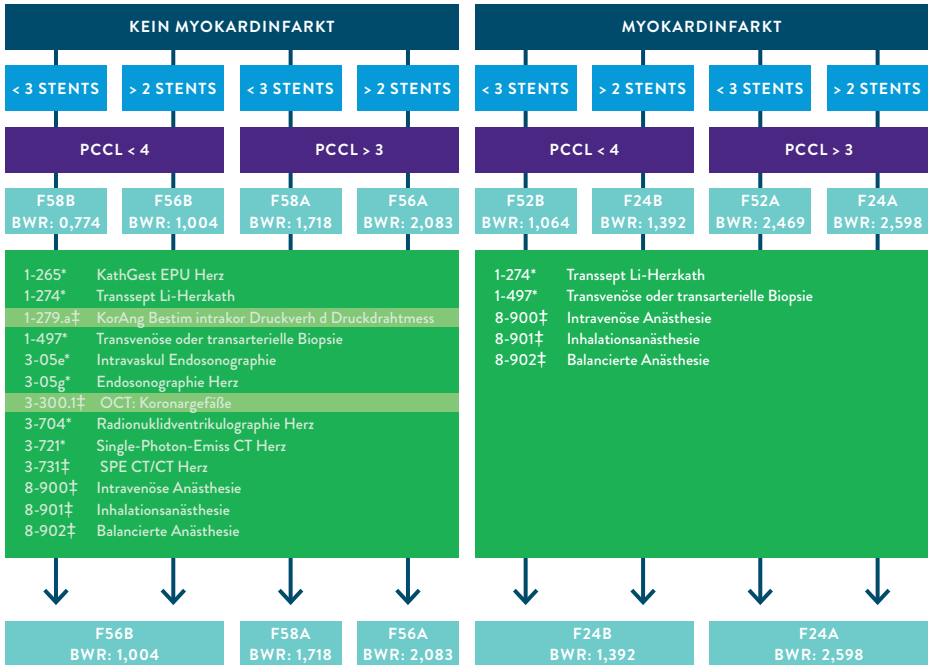 KEIN MYOKARDINFARKT
MYOKARDINFARKT
< 3 STENTS
> 2 STENTS
< 3 STENTS
> 2 STENTS
< 3 STENTS
> 2 STENTS
< 3 STENTS
> 2 STENTS
PCCL < 4
PCCL > 3
PCCL < 4
PCCL > 3
F58B
BWR: 0,774
F56B
BWR: 1,004
F58A
BWR: 1,718
F56A
BWR: 2,083
F52B
BWR: 1,064
F24B
BWR: 1,392
F52A
BWR: 2,469
F24A
BWR: 2,598
1-265* KathGest EPU Herz
1-274* Transsept Li-Herzkath
1-279.a‡ KorAng Bestim intrakor Druckverh d Druckdrahtmess
1-497* Transvenöse oder transarterielle Biopsie
3-05e* Intravaskul Endosonographie
3-05g* Endosonographie Herz
3-300.1‡ OCT: Koronargefäße
3-704* Radionuklidventrikulographie Herz
3-721* Single-Photon-Emiss CT Herz
3-731‡ SPE CT/CT Herz
8-900‡ Intravenöse Anästhesie
8-901‡ Inhalationsanästhesie
8-902‡ Balancierte Anästhesie
1-274* Transsept Li-Herzkath
1-497* Transvenöse oder transarterielle Biopsie
8-900‡ Intravenöse Anästhesie
8-901‡ Inhalationsanästhesie
8-902‡ Balancierte Anästhesie
F56B
BWR: 1,004
F58A
BWR: 1,718
F56A
BWR: 2,083
F24B
BWR: 1,392
F24A
BWR: 2,598